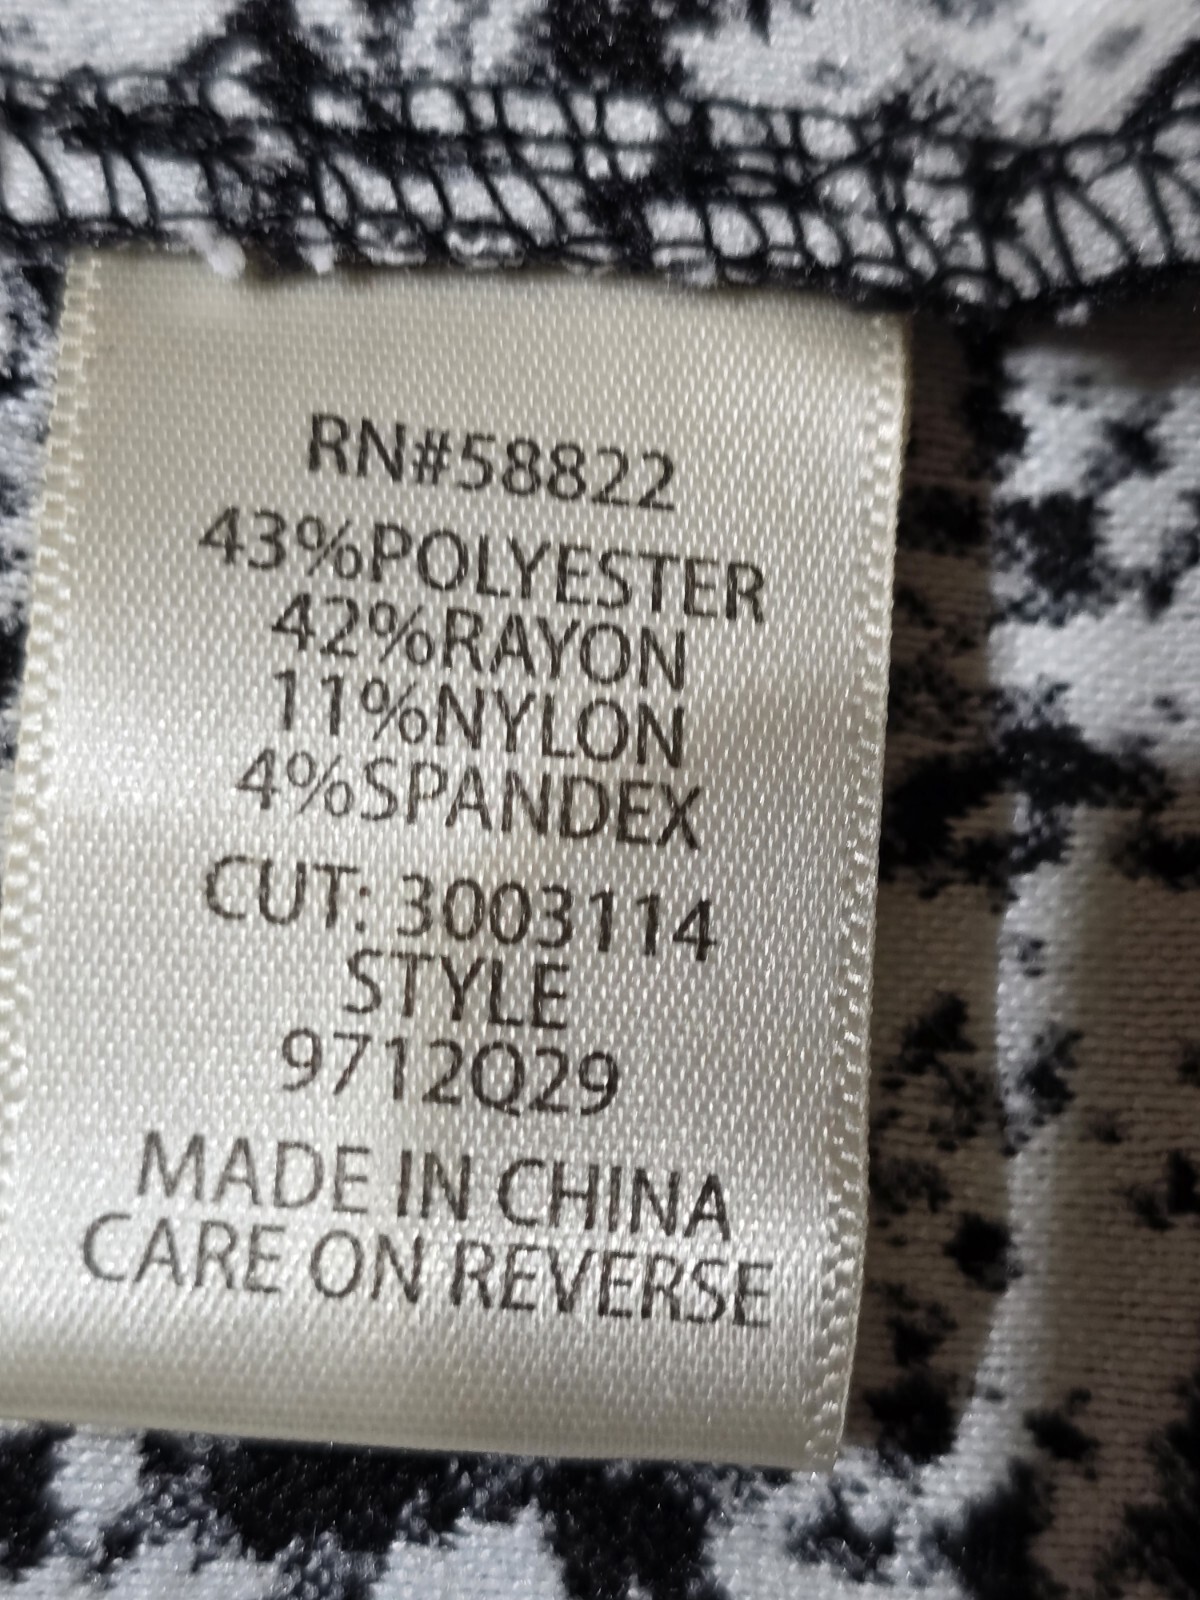 RN#58822
43%POLYESTER
42%RAYON
11%NYLON
4%SPANDEX
CUT: 3003114
STYLE
9712Q29
MADE IN CHINA
CARE ON REVERSE